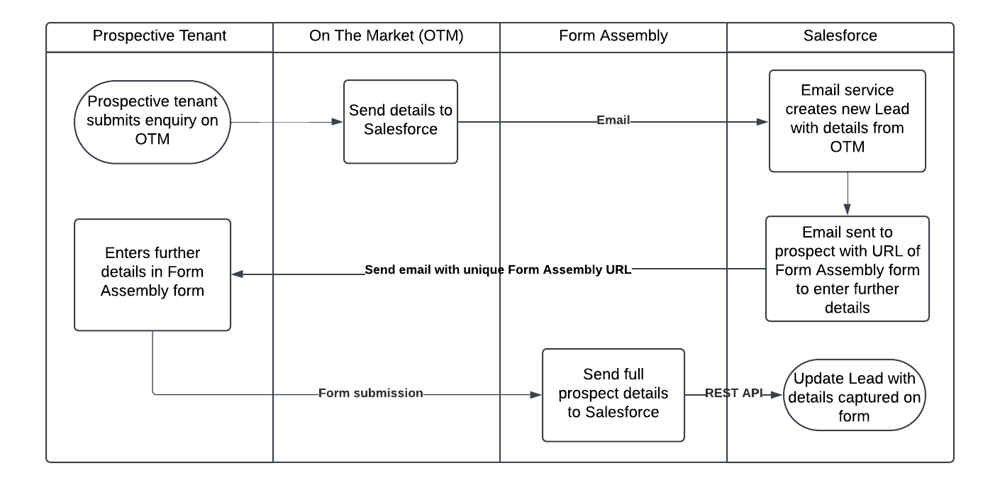 Prospective Tenant
On The Market (OTM)
Form Assembly
Salesforce
Prospective tenant
submits enquiry on
OTM
Send details to
Salesforce
Email
Email service
creates new Lead
with details from
OTM
Enters further
details in Form
Assembly form
Send email with unique Form Assembly URL
Email sent to
prospect with URL of
Form Assembly form
to enter further
details
Form submission
Send full
prospect details
to Salesforce
REST API
Update Lead with
details captured on
form